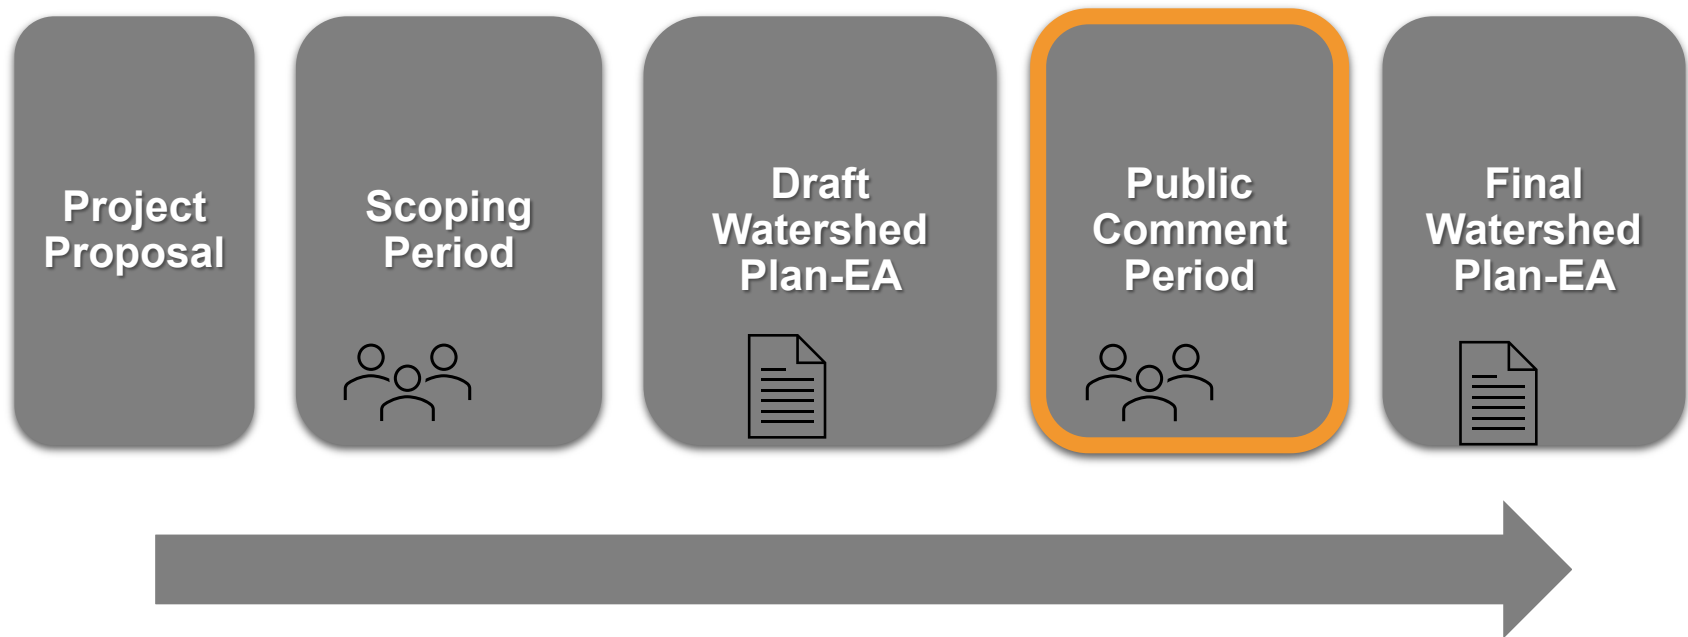 Project
Proposal
Scoping
Period
Draft
Watershed
Plan-EA
Public
Comment
Period
Final
Watershed
Plan-EA